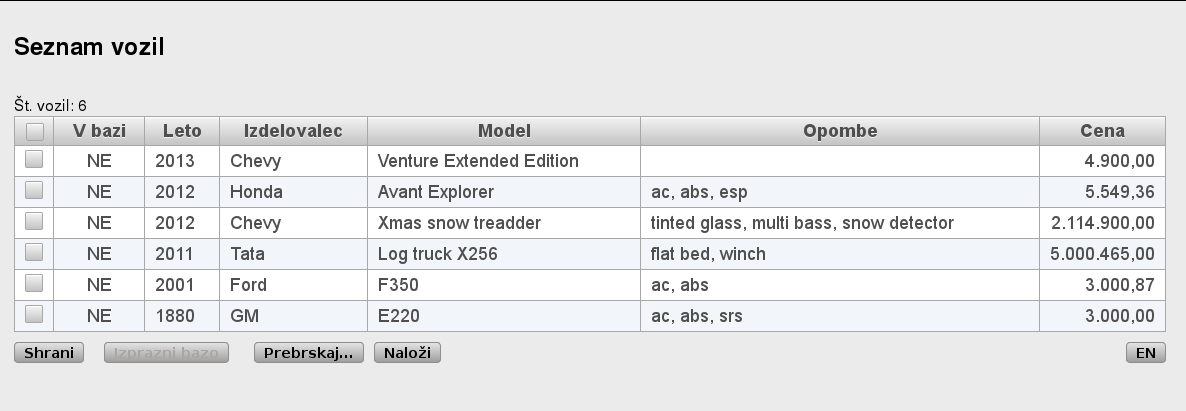 Seznam vozil
Št. vozil: 6
V bazi Leto Izdelovalec Model Opombe Cena
NE 2013 Chevy Venture Extended Edition 4.900,00
NE 2012 Honda Avant Explorer ac, abs, esp 5.549,36
NE 2012 Chevy Xmas snow treadder tinted glass, multi bass, snow detector 2.114.900,00
NE 2011 Tata Log truck X256 flat bed, winch 5.000.465,00
NE 2001 Ford F350 ac, abs 3.000,87
NE 1880 GM E220 ac, abs, srs 3.000,00
Shrani Izprazni bazo Prebrskaj... Naloži EN